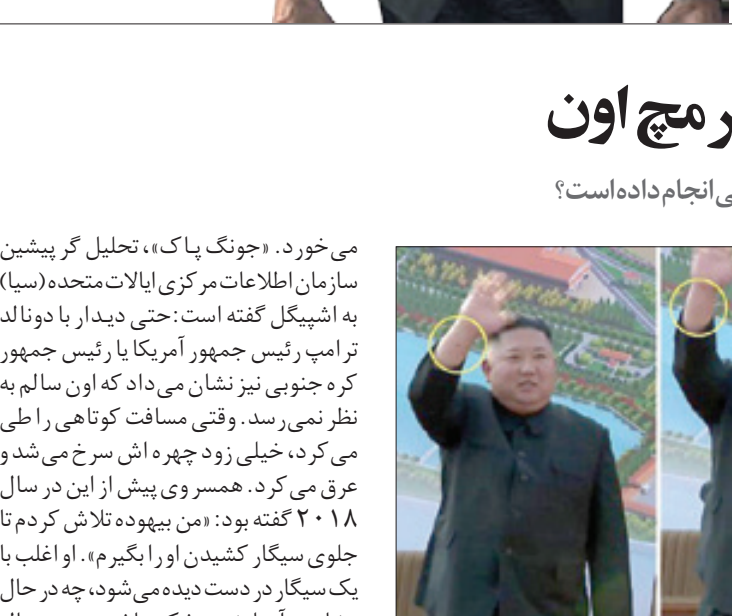 ر مچ اون
ی انجام داده است؟
می خورد. «جونگ پاک»، تحلیل گر پیشین
سازمان اطلاعات مرکزی ایالات متحده (سیا)
به اشپیگل گفته است: حتی دیدار با دونالد
ترامپ رئیس جمهور آمریکا یا رئیس جمهور
کره جنوبی نیز نشان می داد که اون سالم به
نظر نمی رسد. وقتی مسافت کوتاهی را طی
می کرد، خیلی زود چهره اش سرخ می شد و
عرق می کرد. همسر وی پیش از این در سال
۲۰۱۸ گفته بود: «من بیهوده تلاش کردم تا
جلوی سیگار کشیدن او را بگیرم». او اغلب با
یک سیگار در دست دیده می شود، چه در حال